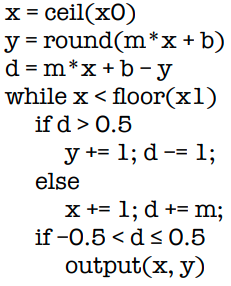 x = ceil(x0)
y = round(m*x + b)
d = m*x + b – y
while x < floor(x1)
if d > 0.5
y += 1; d –= 1;
else
x += 1; d += m;
if –0.5 < d ≤ 0.5
output(x, y)